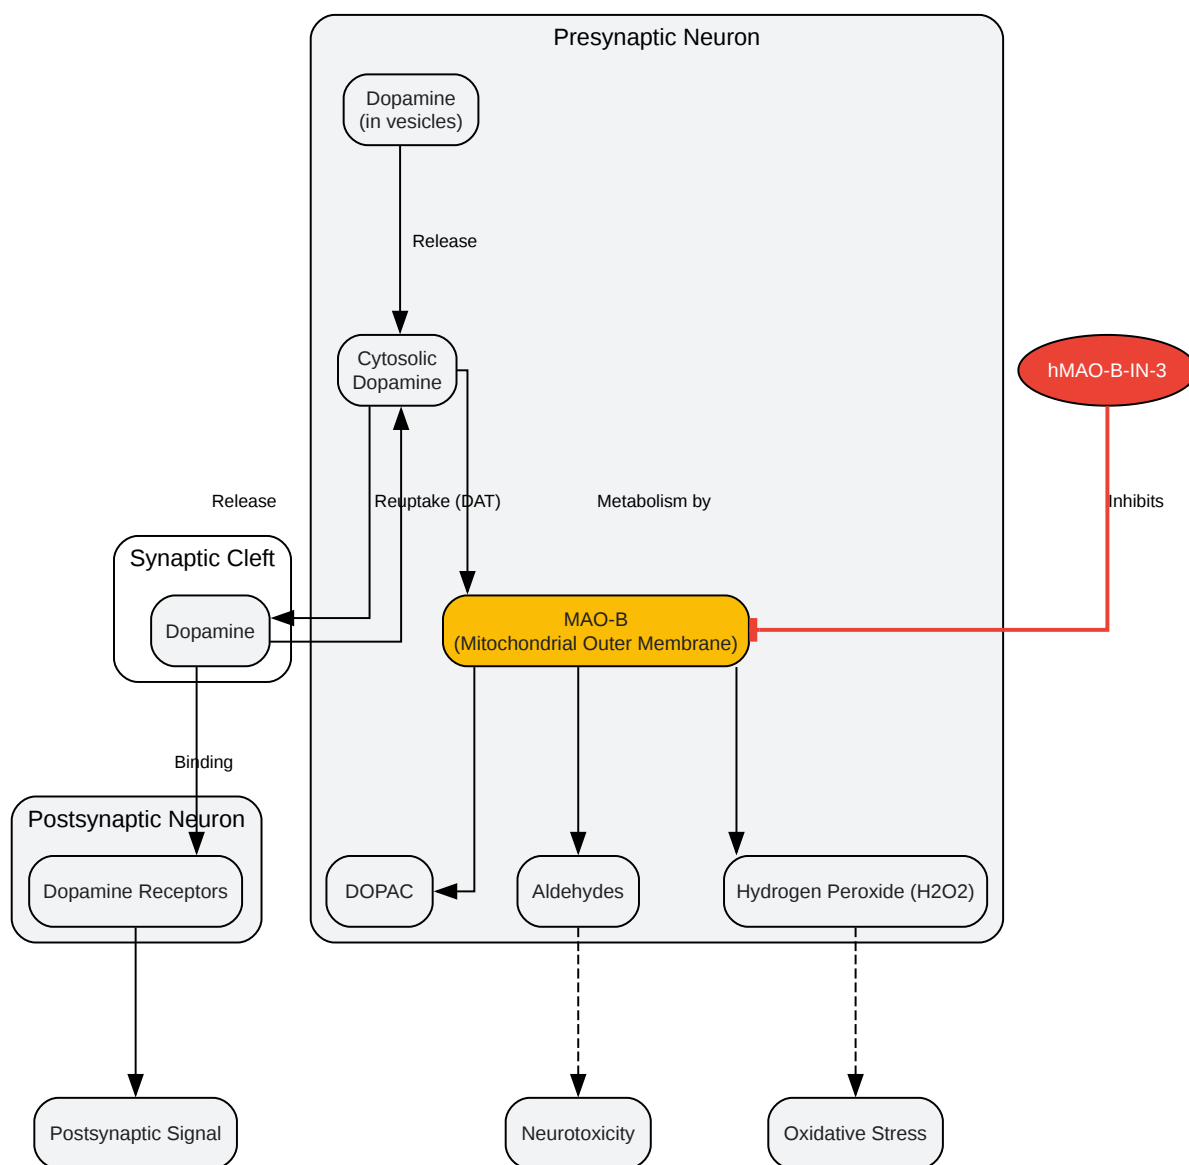 Presynaptic Neuron
Dopamine
(in vesicles)
Release
Cytosolic
Dopamine
hMAO-B-IN-3
Release
Reuptake (DAT)
Metabolism by
Inhibits
Synaptic Cleft
Dopamine
MAO-B
(Mitochondrial Outer Membrane)
Binding
Postsynaptic Neuron
Dopamine Receptors
DOPAC
Aldehydes
Hydrogen Peroxide (H2O2)
Postsynaptic Signal
Neurotoxicity
Oxidative Stress